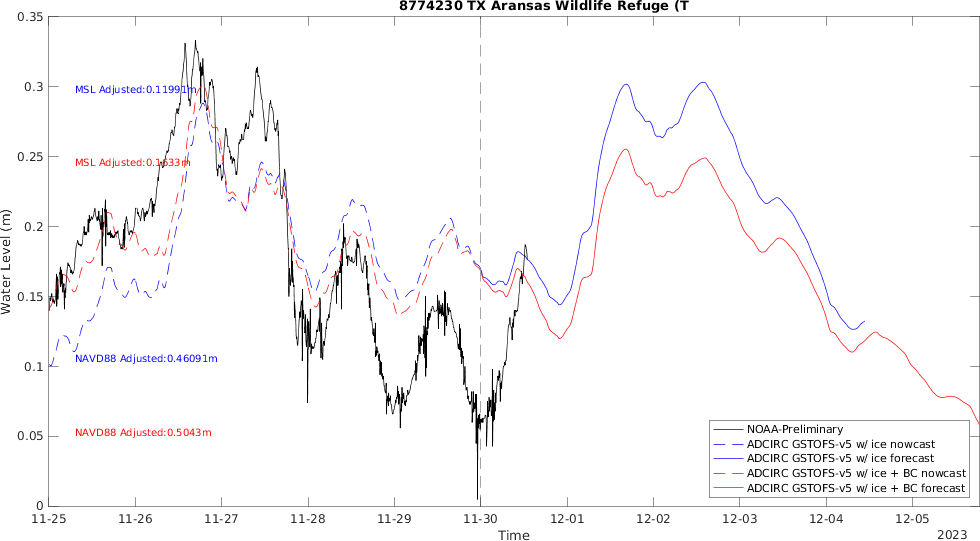 8774230 TX Aransas Wildlife Refuge (T
Water Level (m)
0.35
0.3
0.25
0.2
0.15
0.1
0.05
0
MSL Adjusted:0.11991m
MSL Adjusted:0.1633m
NAVD88 Adjusted:0.46091m
NAVD88 Adjusted:0.5043m
NOAA-Preliminary
ADCIRC GSTOFS-v5 w/ ice nowcast
ADCIRC GSTOFS-v5 w/ ice forecast
ADCIRC GSTOFS-v5 w/ ice + BC nowcast
ADCIRC GSTOFS-v5 w/ ice + BC forecast
11-25 11-26 11-27 11-28 11-29 11-30 12-01 12-02 12-03 12-04 12-05
Time
2023